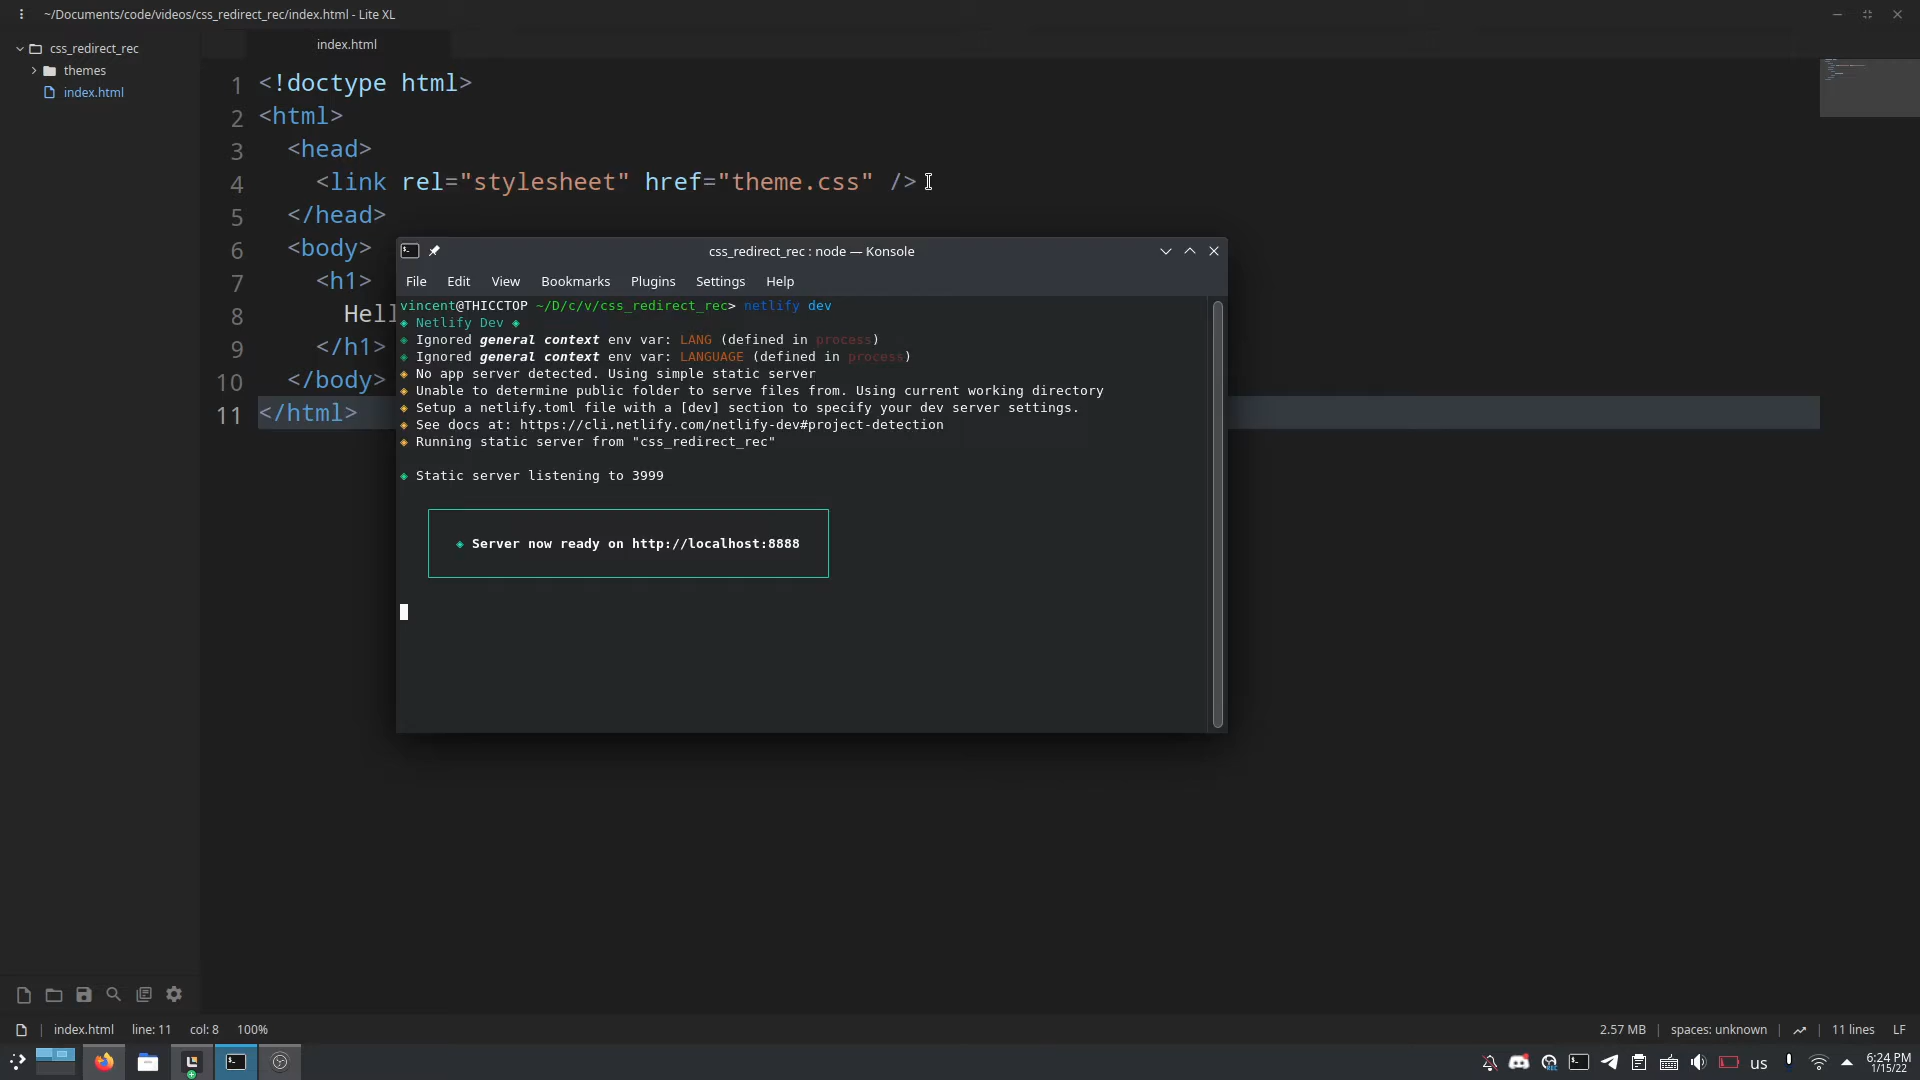 ~/Documents/code/videos/css_redirect_rec/index.html - Lite XL
css_redirect_rec
themes
index.html
index.html
1 <!doctype html>
2 <html>
3 <head>
4 <link rel="stylesheet" href="theme.css" />
5 </head>
6 <body>
7 <h1>
8 Hell
9 </h1>
10 </body>
11 </html>
css_redirect_rec : node — Konsole
File Edit View Bookmarks Plugins Settings Help
vincent@THICCTOP ~/D/c/v/css_redirect_rec> netlify dev
◈ Netlify Dev ◈
◈ Ignored general context env var: LANG (defined in process)
◈ Ignored general context env var: LANGUAGE (defined in process)
◈ No app server detected. Using simple static server
◈ Unable to determine public folder to serve files from. Using current working directory
◈ Setup a netlify.toml file with a [dev] section to specify your dev server settings.
◈ See docs at: https://cli.netlify.com/netlify-dev#project-detection
◈ Running static server from "css_redirect_rec"
◈ Static server listening to 3999
◈ Server now ready on http://localhost:8888
index.html line: 11 col: 8 100%
2.57 MB spaces: unknown 11 lines LF
us
6:24 PM
1/15/22